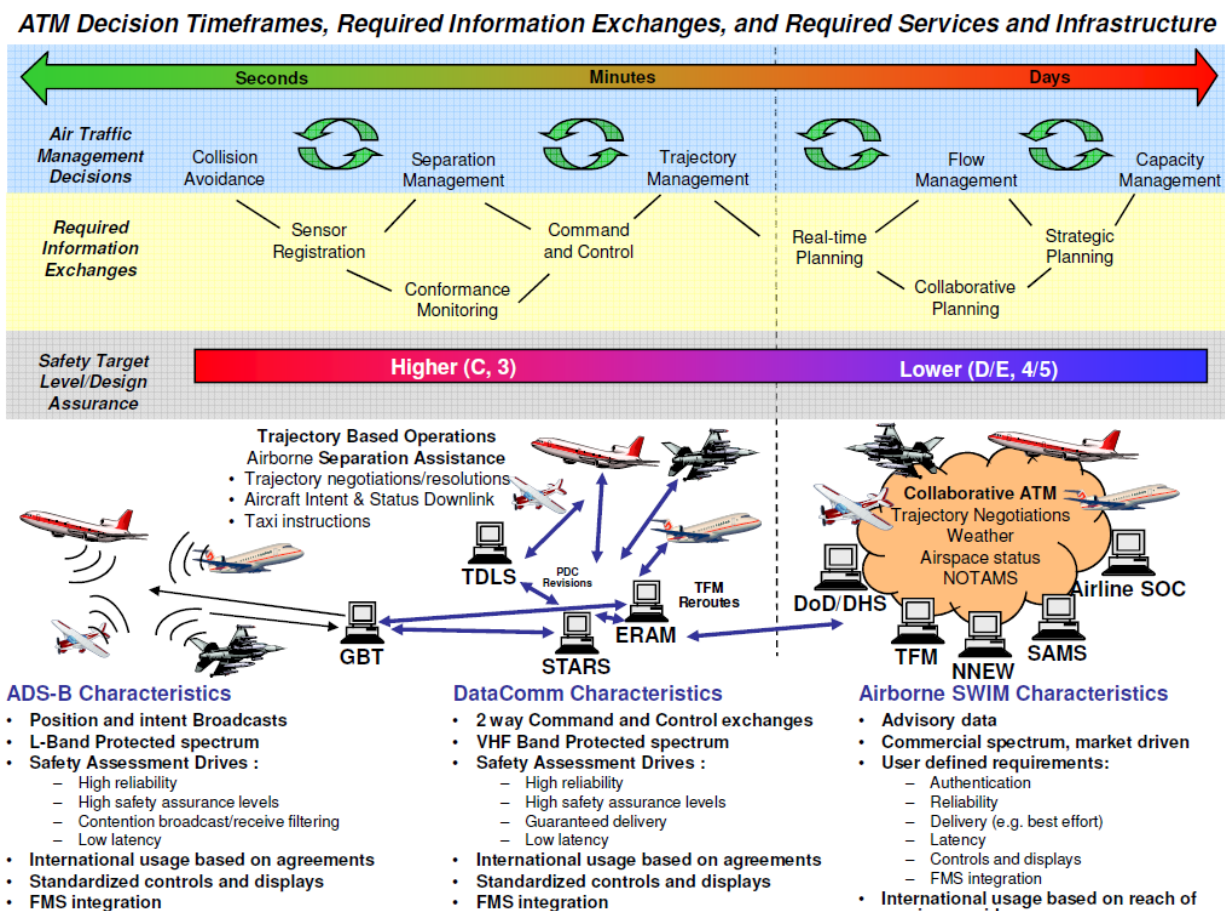 ATM Decision Timeframes, Required Information Exchanges, and Required Services and Infrastructure
Seconds
Minutes
Days
Air Traffic
Management
Decisions
Collision
Avoidance
Separation
Management
Trajectory
Management
Flow
Management
Capacity
Management
Required
Information
Exchanges
Sensor
Registration
Conformance
Monitoring
Command
and Control
Real-time
Planning
Collaborative
Planning
Strategic
Planning
Safety Target
Level/Design
Assurance
Higher (C, 3)
Lower (D/E, 4/5)
Trajectory Based Operations
Airborne Separation Assistance
• Trajectory negotiations/resolutions
• Aircraft Intent & Status Downlink
• Taxi instructions
TDLS
PDC
Revisions
TFM
Reroutes
GBT
STARS
ERAM
Collaborative ATM
Trajectory Negotiations
Weather
Airspace status
NOTAMS
DoD/DHS
Airline SOC
TFM
NNEW
SAMS
ADS-B Characteristics
• Position and intent Broadcasts
• L-Band Protected spectrum
• Safety Assessment Drives :
– High reliability
– High safety assurance levels
– Contention broadcast/receive filtering
– Low latency
• International usage based on agreements
• Standardized controls and displays
• FMS integration
DataComm Characteristics
• 2 way Command and Control exchanges
• VHF Band Protected spectrum
• Safety Assessment Drives :
– High reliability
– High safety assurance levels
– Guaranteed delivery
– Low latency
• International usage based on agreements
• Standardized controls and displays
• FMS integration
Airborne SWIM Characteristics
• Advisory data
• Commercial spectrum, market driven
• User defined requirements:
– Authentication
– Reliability
– Delivery (e.g. best effort)
– Latency
– Controls and displays
– FMS integration
• International usage based on reach of